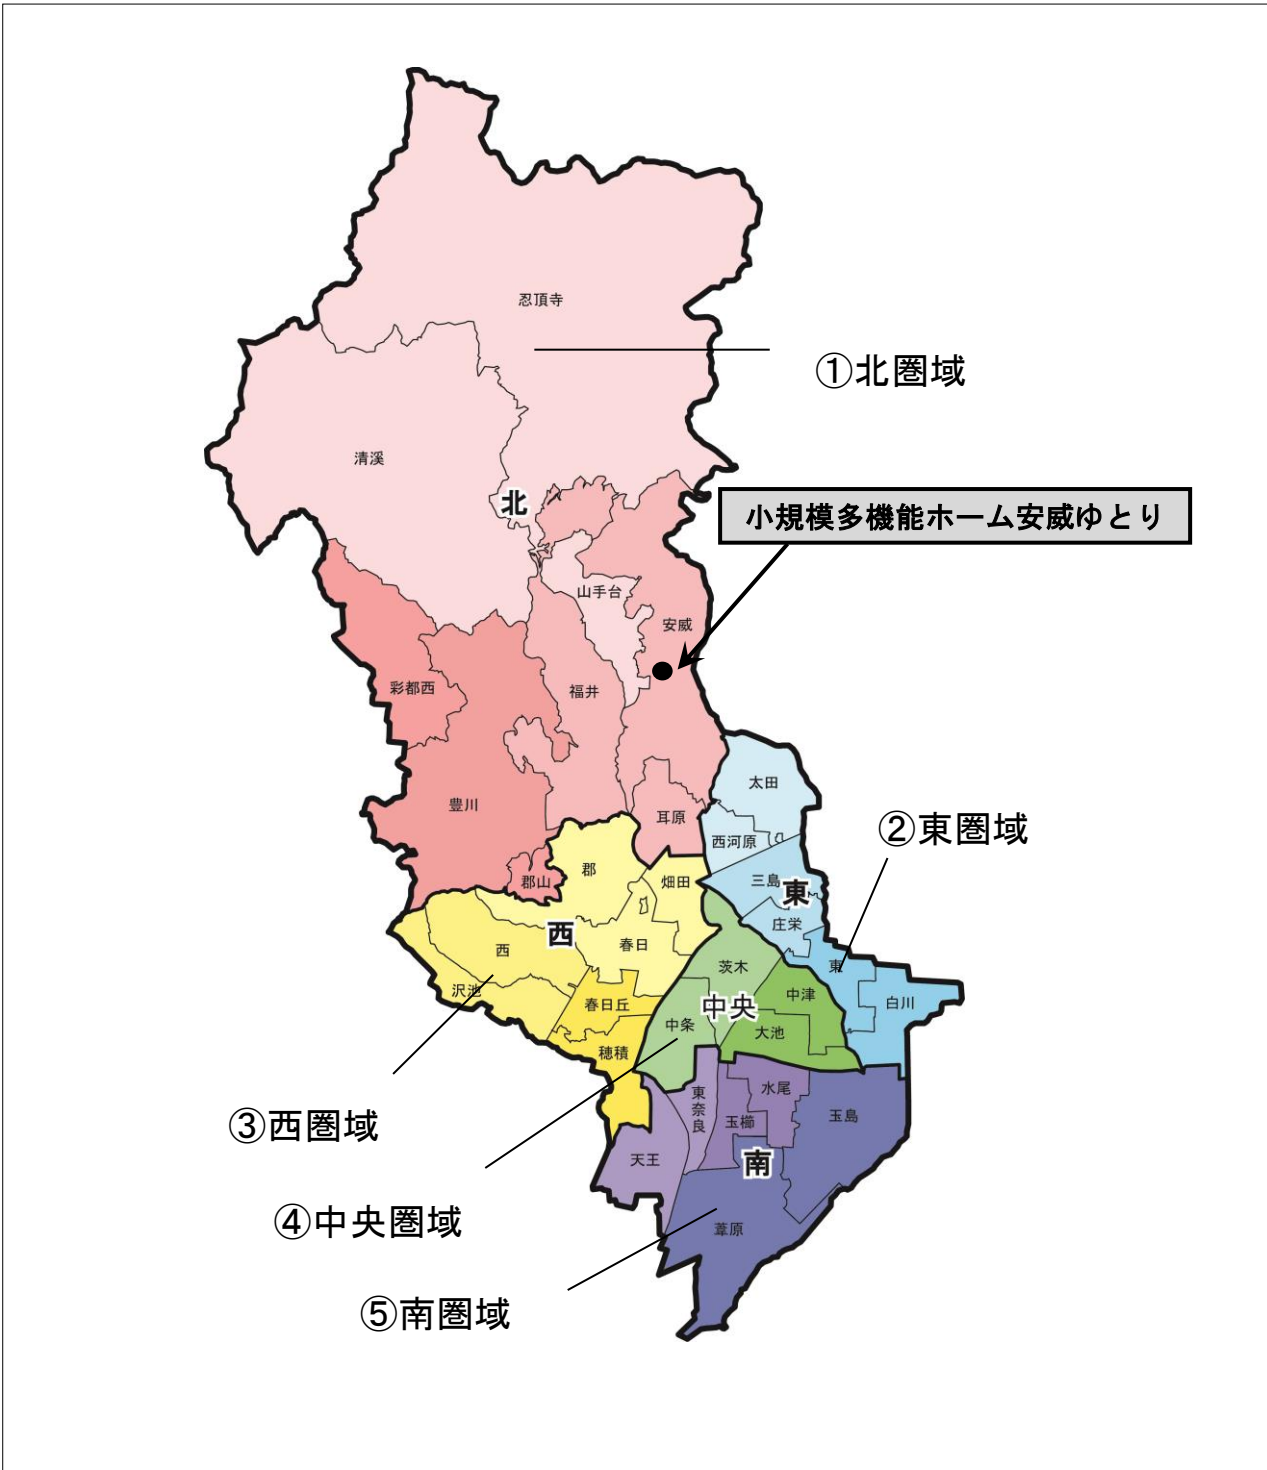 忍頂寺
①北圏域
清溪
北
小規模多機能ホーム安威ゆとり
山手台
安威
彩都西
福井
太田
豊川
耳原
②東圏域
西河原
郡
郡山
畑田
三島
東
庄栄
西
西
春日
茨木
東
沢池
春日丘
中央
中津
白川
中条
大池
穂積
東奈良
水尾
玉櫛
玉島
③西圏域
天王
南
④中央圏域
葦原
⑤南圏域